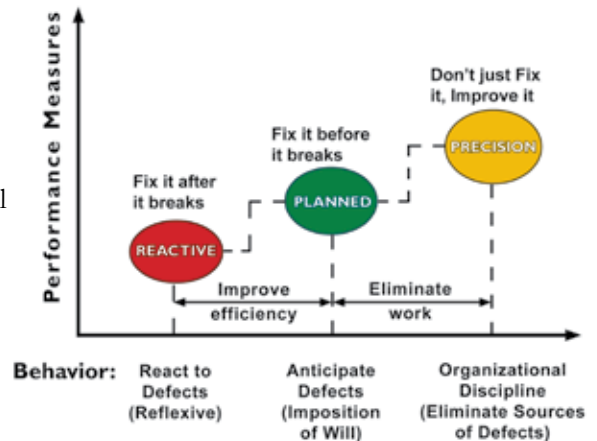 Performance Measures
Don't just Fix
it, Improve it
PRECISION
Fix it before
it breaks
PLANNED
Fix it after
it breaks
REACTIVE
l
Improve
efficiency
Eliminate
work
Behavior:
React to
Defects
(Reflexive)
Anticipate
Defects
(Imposition
of Will)
Organizational
Discipline
(Eliminate Sources
of Defects)